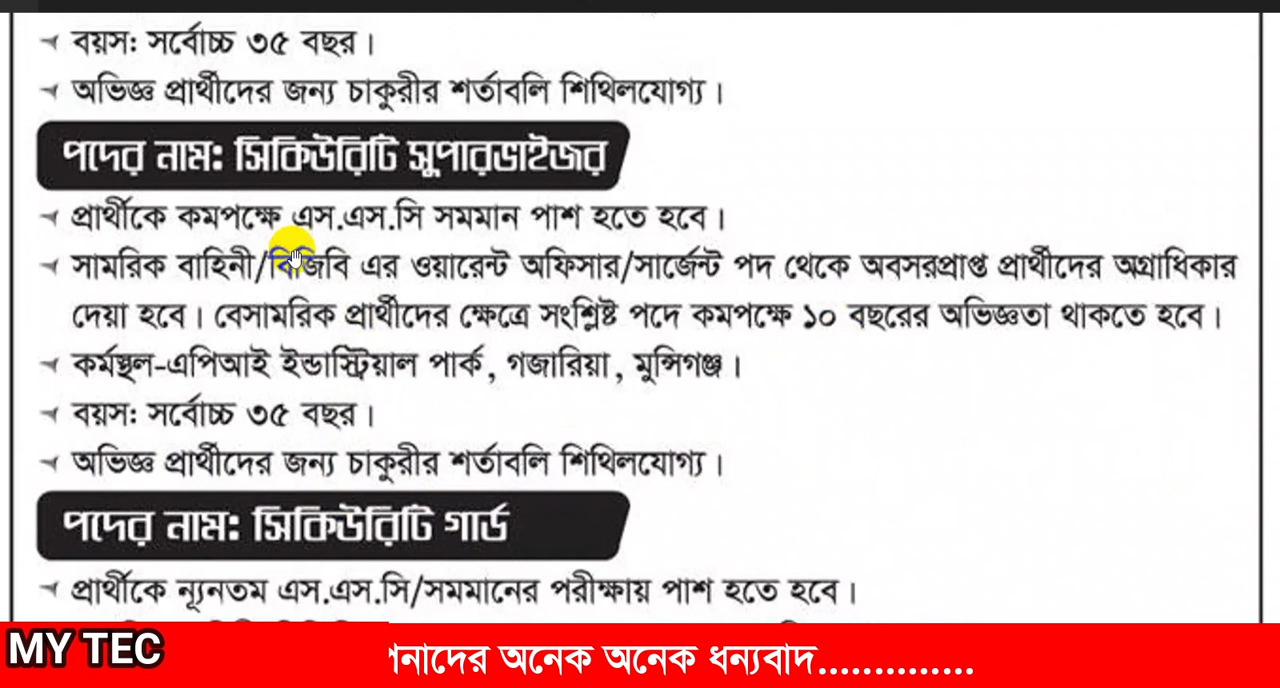 বয়স: সর্বোচ্চ ৩৫ বছর।
অভিজ্ঞ প্রার্থীদের জন্য চাকুরীর শর্তাবলি শিথিলযোগ্য।
পদের নাম: সিকিউরিটি সুপারভাইজর
প্রার্থীকে কমপক্ষে এস.এস.সি সমমান পাশ হতে হবে।
সামরিক বাহিনী/বিজিবি এর ওয়ারেন্ট অফিসার/সার্জেন্ট পদ থেকে অবসরপ্রাপ্ত প্রার্থীদের অগ্রাধিকার
দেয়া হবে। বেসামরিক প্রার্থীদের ক্ষেত্রে সংশ্লিষ্ট পদে কমপক্ষে ১০ বছরের অভিজ্ঞতা থাকতে হবে।
কর্মস্থল-এপিআই ইন্ডাস্ট্রিয়াল পার্ক, গজারিয়া, মুন্সিগঞ্জ।
বয়স: সর্বোচ্চ ৩৫ বছর।
অভিজ্ঞ প্রার্থীদের জন্য চাকুরীর শর্তাবলি শিথিলযোগ্য।
পদের নাম: সিকিউরিটি গার্ড
প্রার্থীকে ন্যূনতম এস.এস.সি/সমমানের পরীক্ষায় পাশ হতে হবে।
MY TEC
অনেক অনেক ধন্যবাদ..............